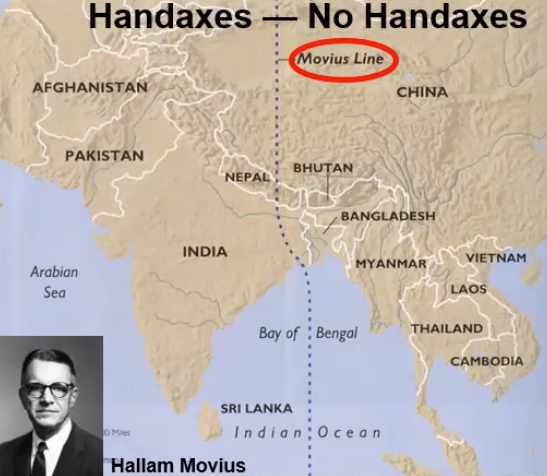 Handaxes — No Handaxes
Movius Line
AFGHANISTAN
CHINA
PAKISTAN
NEPAL
BHUTAN
BANGLADESH
INDIA
MYANMAR
VIETNAM
LAOS
Arabian
Sea
THAILAND
Bay of Bengal
CAMBODIA
SRI LANKA
Indian Ocean
Miles
Hallam Movius